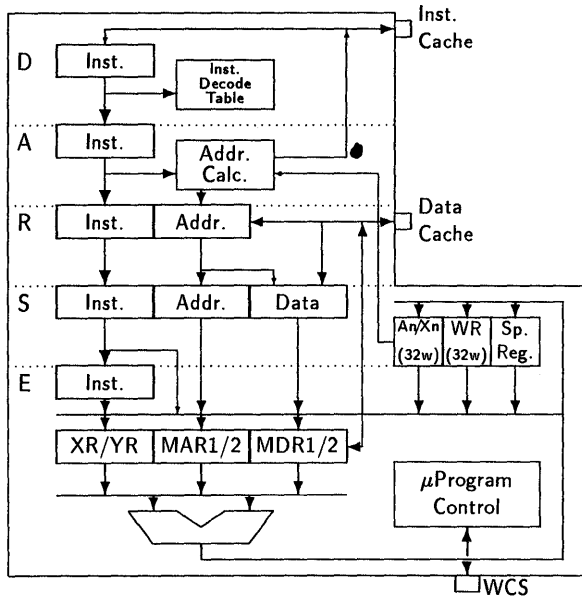 Inst.
Cache
D
Inst.
Inst.
Decode
Table
A
Inst.
Addr.
Calc.
R
Inst.
Addr.
Data
Cache
S
Inst.
Addr.
Data
An/Xn
(32w)
WR
(32w)
Sp.
Reg.
E
Inst.
XR/YR
MAR1/2
MDR1/2
μProgram
Control
WCS